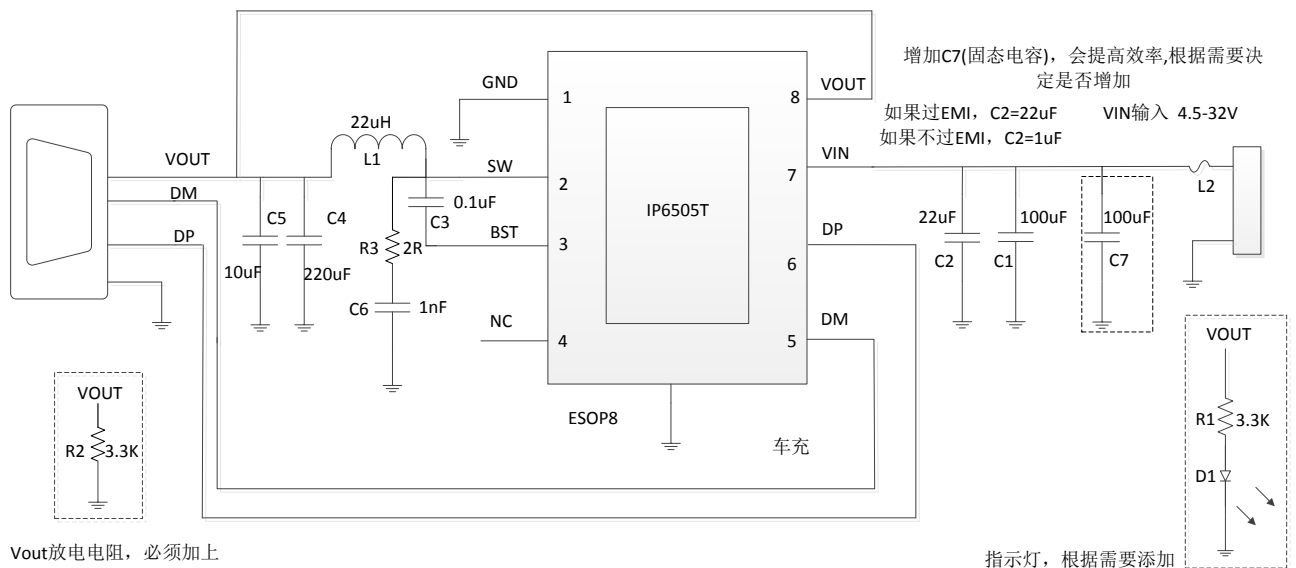 增加C7(固态电容)，会提高效率,根据需要决
定是否增加
如果过EMI，C2=22uF
如果不过EMI，C2=1uF
VIN输入 4.5-32V
VOUT
DM
DP
22uH
L1
C5
10uF
C4
220uF
R3
2R
C6
1nF
0.1uF
C3
GND
SW
BST
NC
1
2
3
4
IP6505T
8
7
6
5
VOUT
VIN
DP
DM
ESOP8
车充
22uF
C2
100uF
C1
100uF
C7
L2
VOUT
R2
3.3K
Vout放电电阻，必须加上
VOUT
R1
3.3K
D1
指示灯，根据需要添加